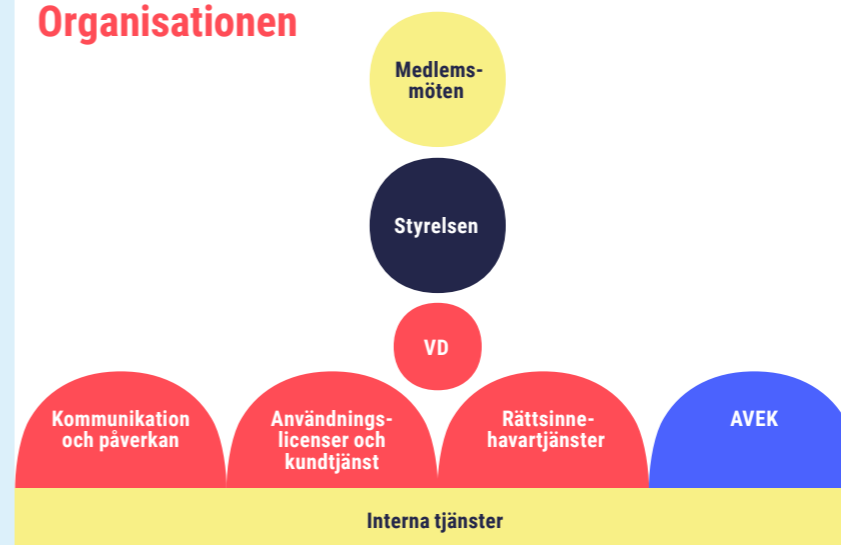 Organisationen
Medlems-
möten
Styrelsen
VD
Kommunikation
och påverkan
Användnings-
licenser och
kundtjänst
Rättsinne-
havartjänster
AVEK
Interna tjänster